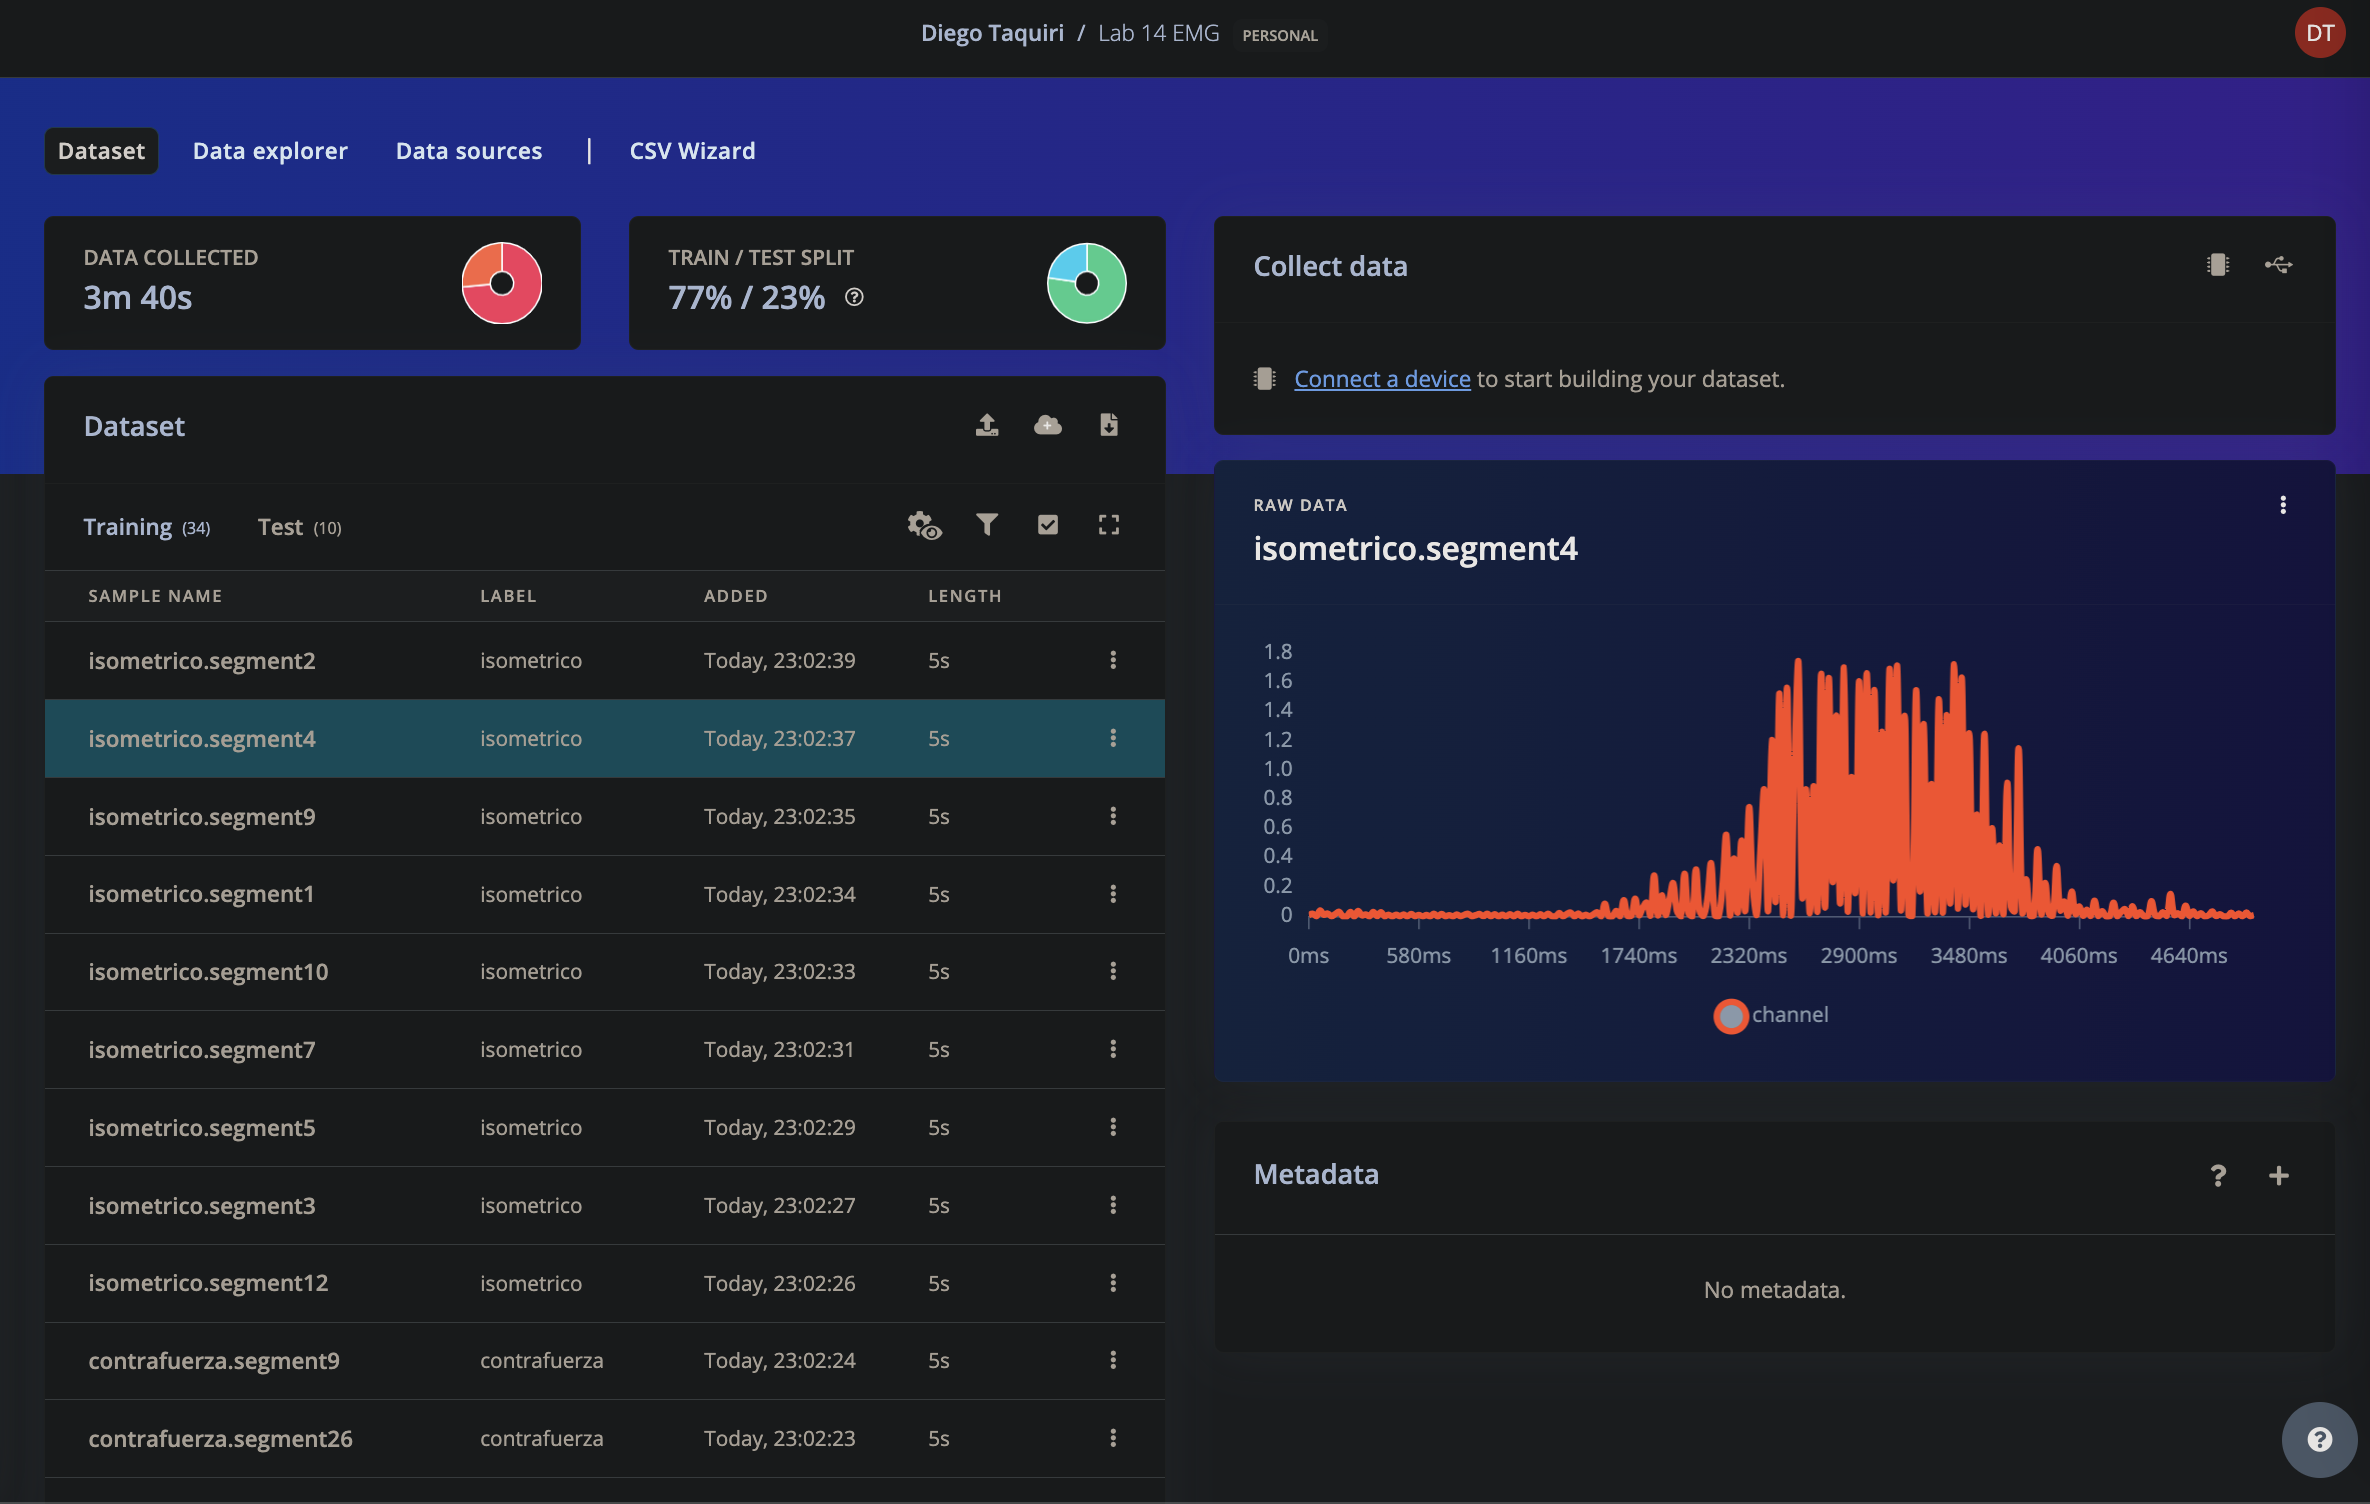 Diego Taquiri / Lab 14 EMG PERSONAL
DT
Dataset Data explorer Data sources | CSV Wizard
DATA COLLECTED
3m 40s
TRAIN / TEST SPLIT
77% / 23%
Collect data
Connect a device to start building your dataset.
Dataset
Training (34) Test (10)
SAMPLE NAME LABEL ADDED LENGTH
isometrico.segment2 isometrico Today, 23:02:39 5s
isometrico.segment4 isometrico Today, 23:02:37 5s
isometrico.segment9 isometrico Today, 23:02:35 5s
isometrico.segment1 isometrico Today, 23:02:34 5s
isometrico.segment10 isometrico Today, 23:02:33 5s
isometrico.segment7 isometrico Today, 23:02:31 5s
isometrico.segment5 isometrico Today, 23:02:29 5s
isometrico.segment3 isometrico Today, 23:02:27 5s
isometrico.segment12 isometrico Today, 23:02:26 5s
contrafuerza.segment9 contrafuerza Today, 23:02:24 5s
contrafuerza.segment26 contrafuerza Today, 23:02:23 5s
RAW DATA
isometrico.segment4
1.8
1.6
1.4
1.2
1.0
0.8
0.6
0.4
0.2
0
0ms 580ms 1160ms 1740ms 2320ms 2900ms 3480ms 4060ms 4640ms
channel
Metadata
? +
No metadata.
?